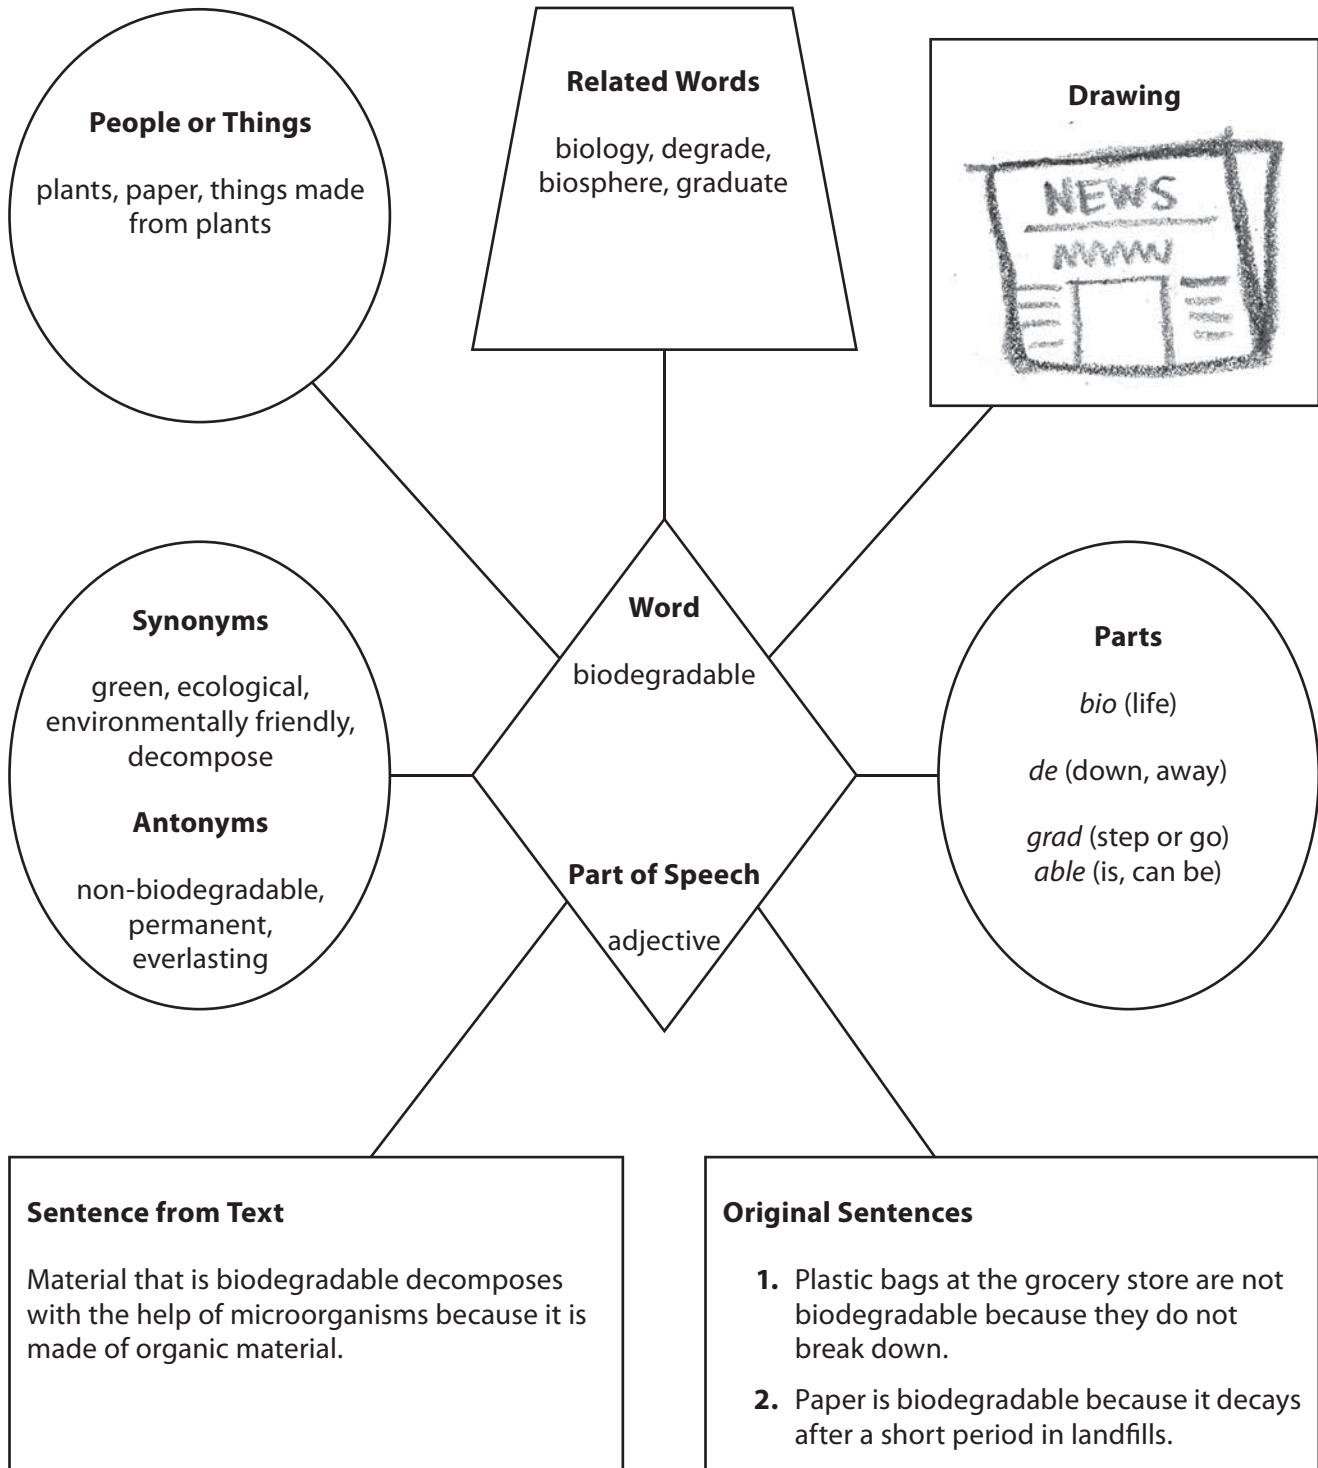 People or Things
plants, paper, things made
from plants
Related Words
biology, degrade,
biosphere, graduate
Drawing
NEWS
Synonyms
green, ecological,
environmentally friendly,
decompose
Antonyms
non-biodegradable,
permanent,
everlasting
Word
biodegradable
Part of Speech
adjective
Parts
bio (life)
de (down, away)
grad (step or go)
able (is, can be)
Sentence from Text
Material that is biodegradable decomposes
with the help of microorganisms because it is
made of organic material.
Original Sentences
1. Plastic bags at the grocery store are not
biodegradable because they do not
break down.
2. Paper is biodegradable because it decays
after a short period in landfills.